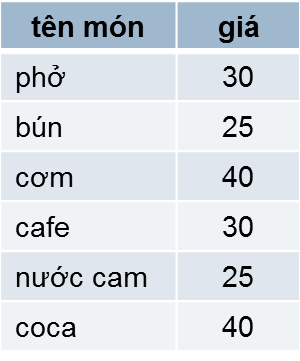 tên món giá
phở 30
bún 25
cơm 40
cafe 30
nước cam 25
coca 40